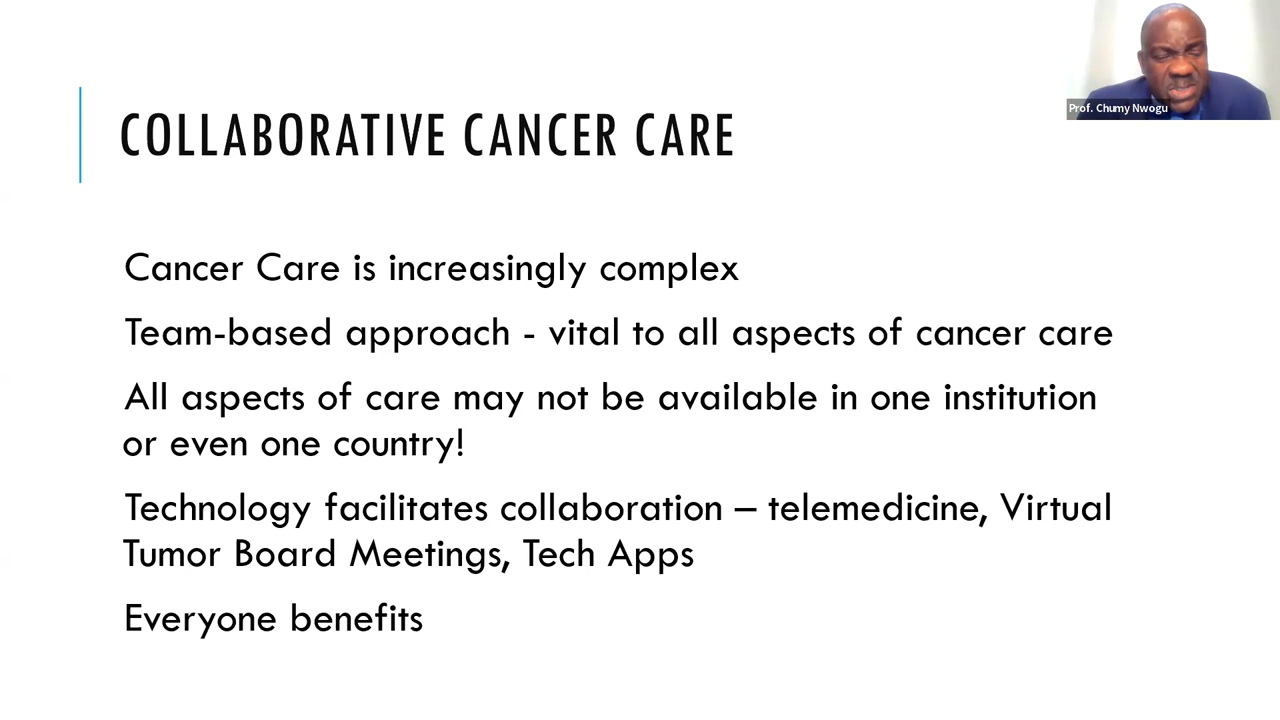 Prof. Chumy Nwogu
COLLABORATIVE CANCER CARE
Cancer Care is increasingly complex
Team-based approach - vital to all aspects of cancer care
All aspects of care may not be available in one institution
or even one country!
Technology facilitates collaboration – telemedicine, Virtual
Tumor Board Meetings, Tech Apps
Everyone benefits